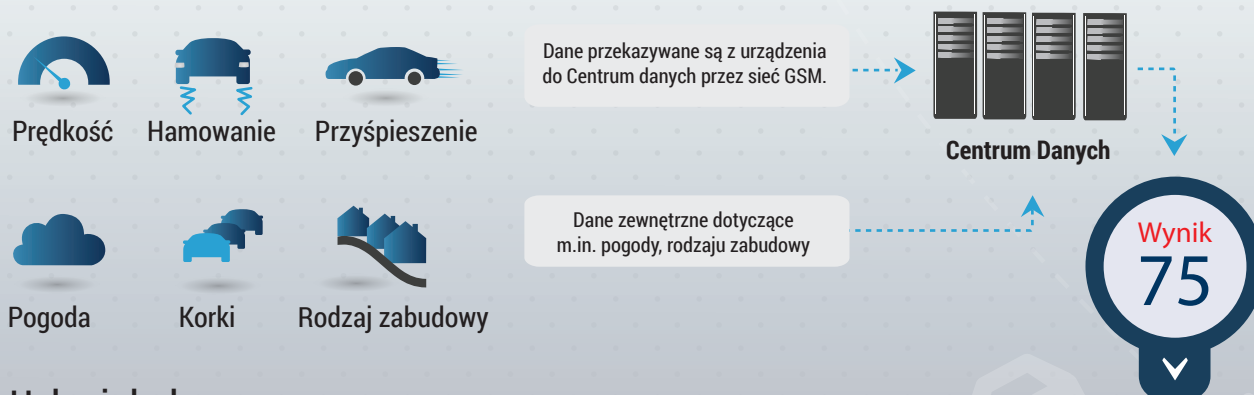 Dane przekazywane są z urządzenia
do Centrum danych przez sieć GSM.
Prędkość Hamowanie Przyśpieszenie
Centrum Danych
Dane zewnętrzne dotyczące
m.in. pogody, rodzaju zabudowy
Wynik
75
Pogoda Korki Rodzaj zabudowy